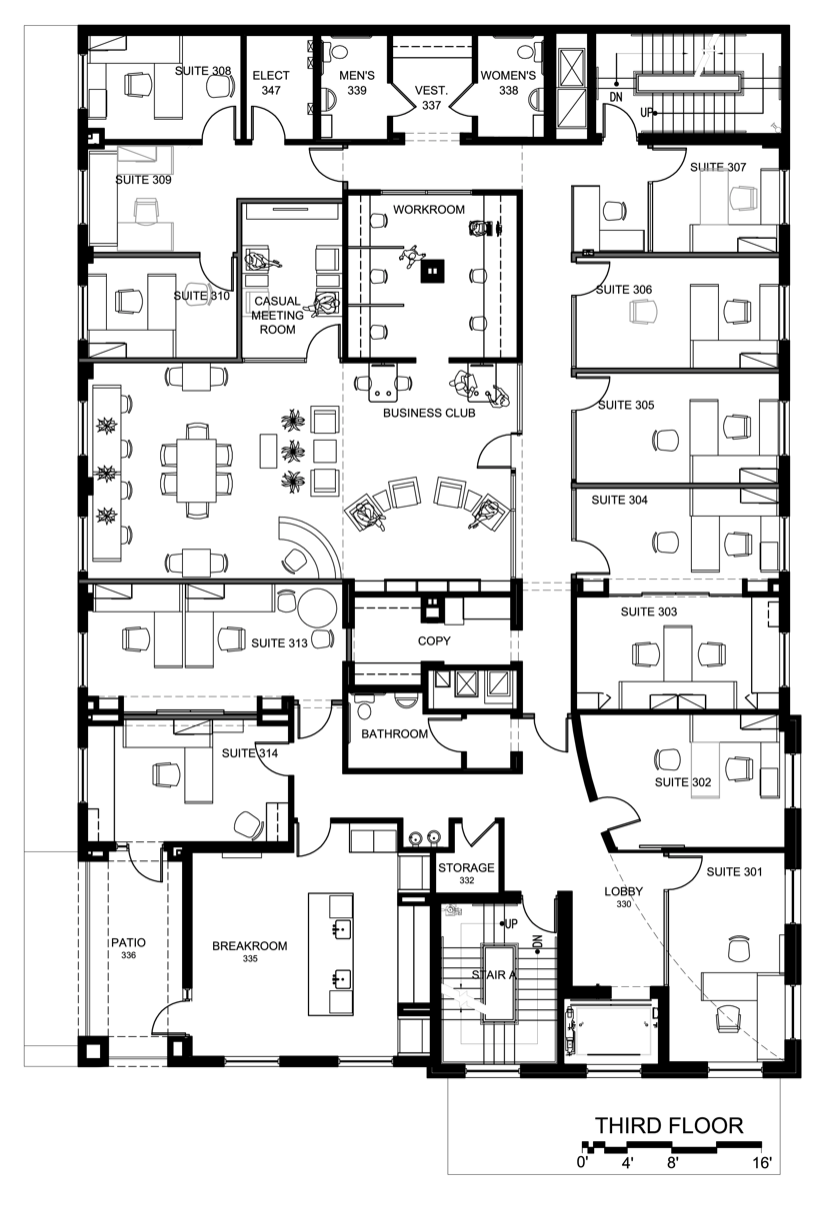 SUITE 308
ELECT
347
MEN'S
339
VEST.
337
WOMEN'S
338
DN
UP
SUITE 309
SUITE 307
WORKROOM
SUITE 310
CASUAL
MEETING
ROOM
SUITE 306
BUSINESS CLUB
SUITE 305
SUITE 304
SUITE 313
COPY
SUITE 303
BATHROOM
SUITE 314
SUITE 302
STORAGE
332
LOBBY
330
SUITE 301
PATIO
336
BREAKROOM
335
UP
DN
STAIR A
THIRD FLOOR
0' 4' 8' 16'